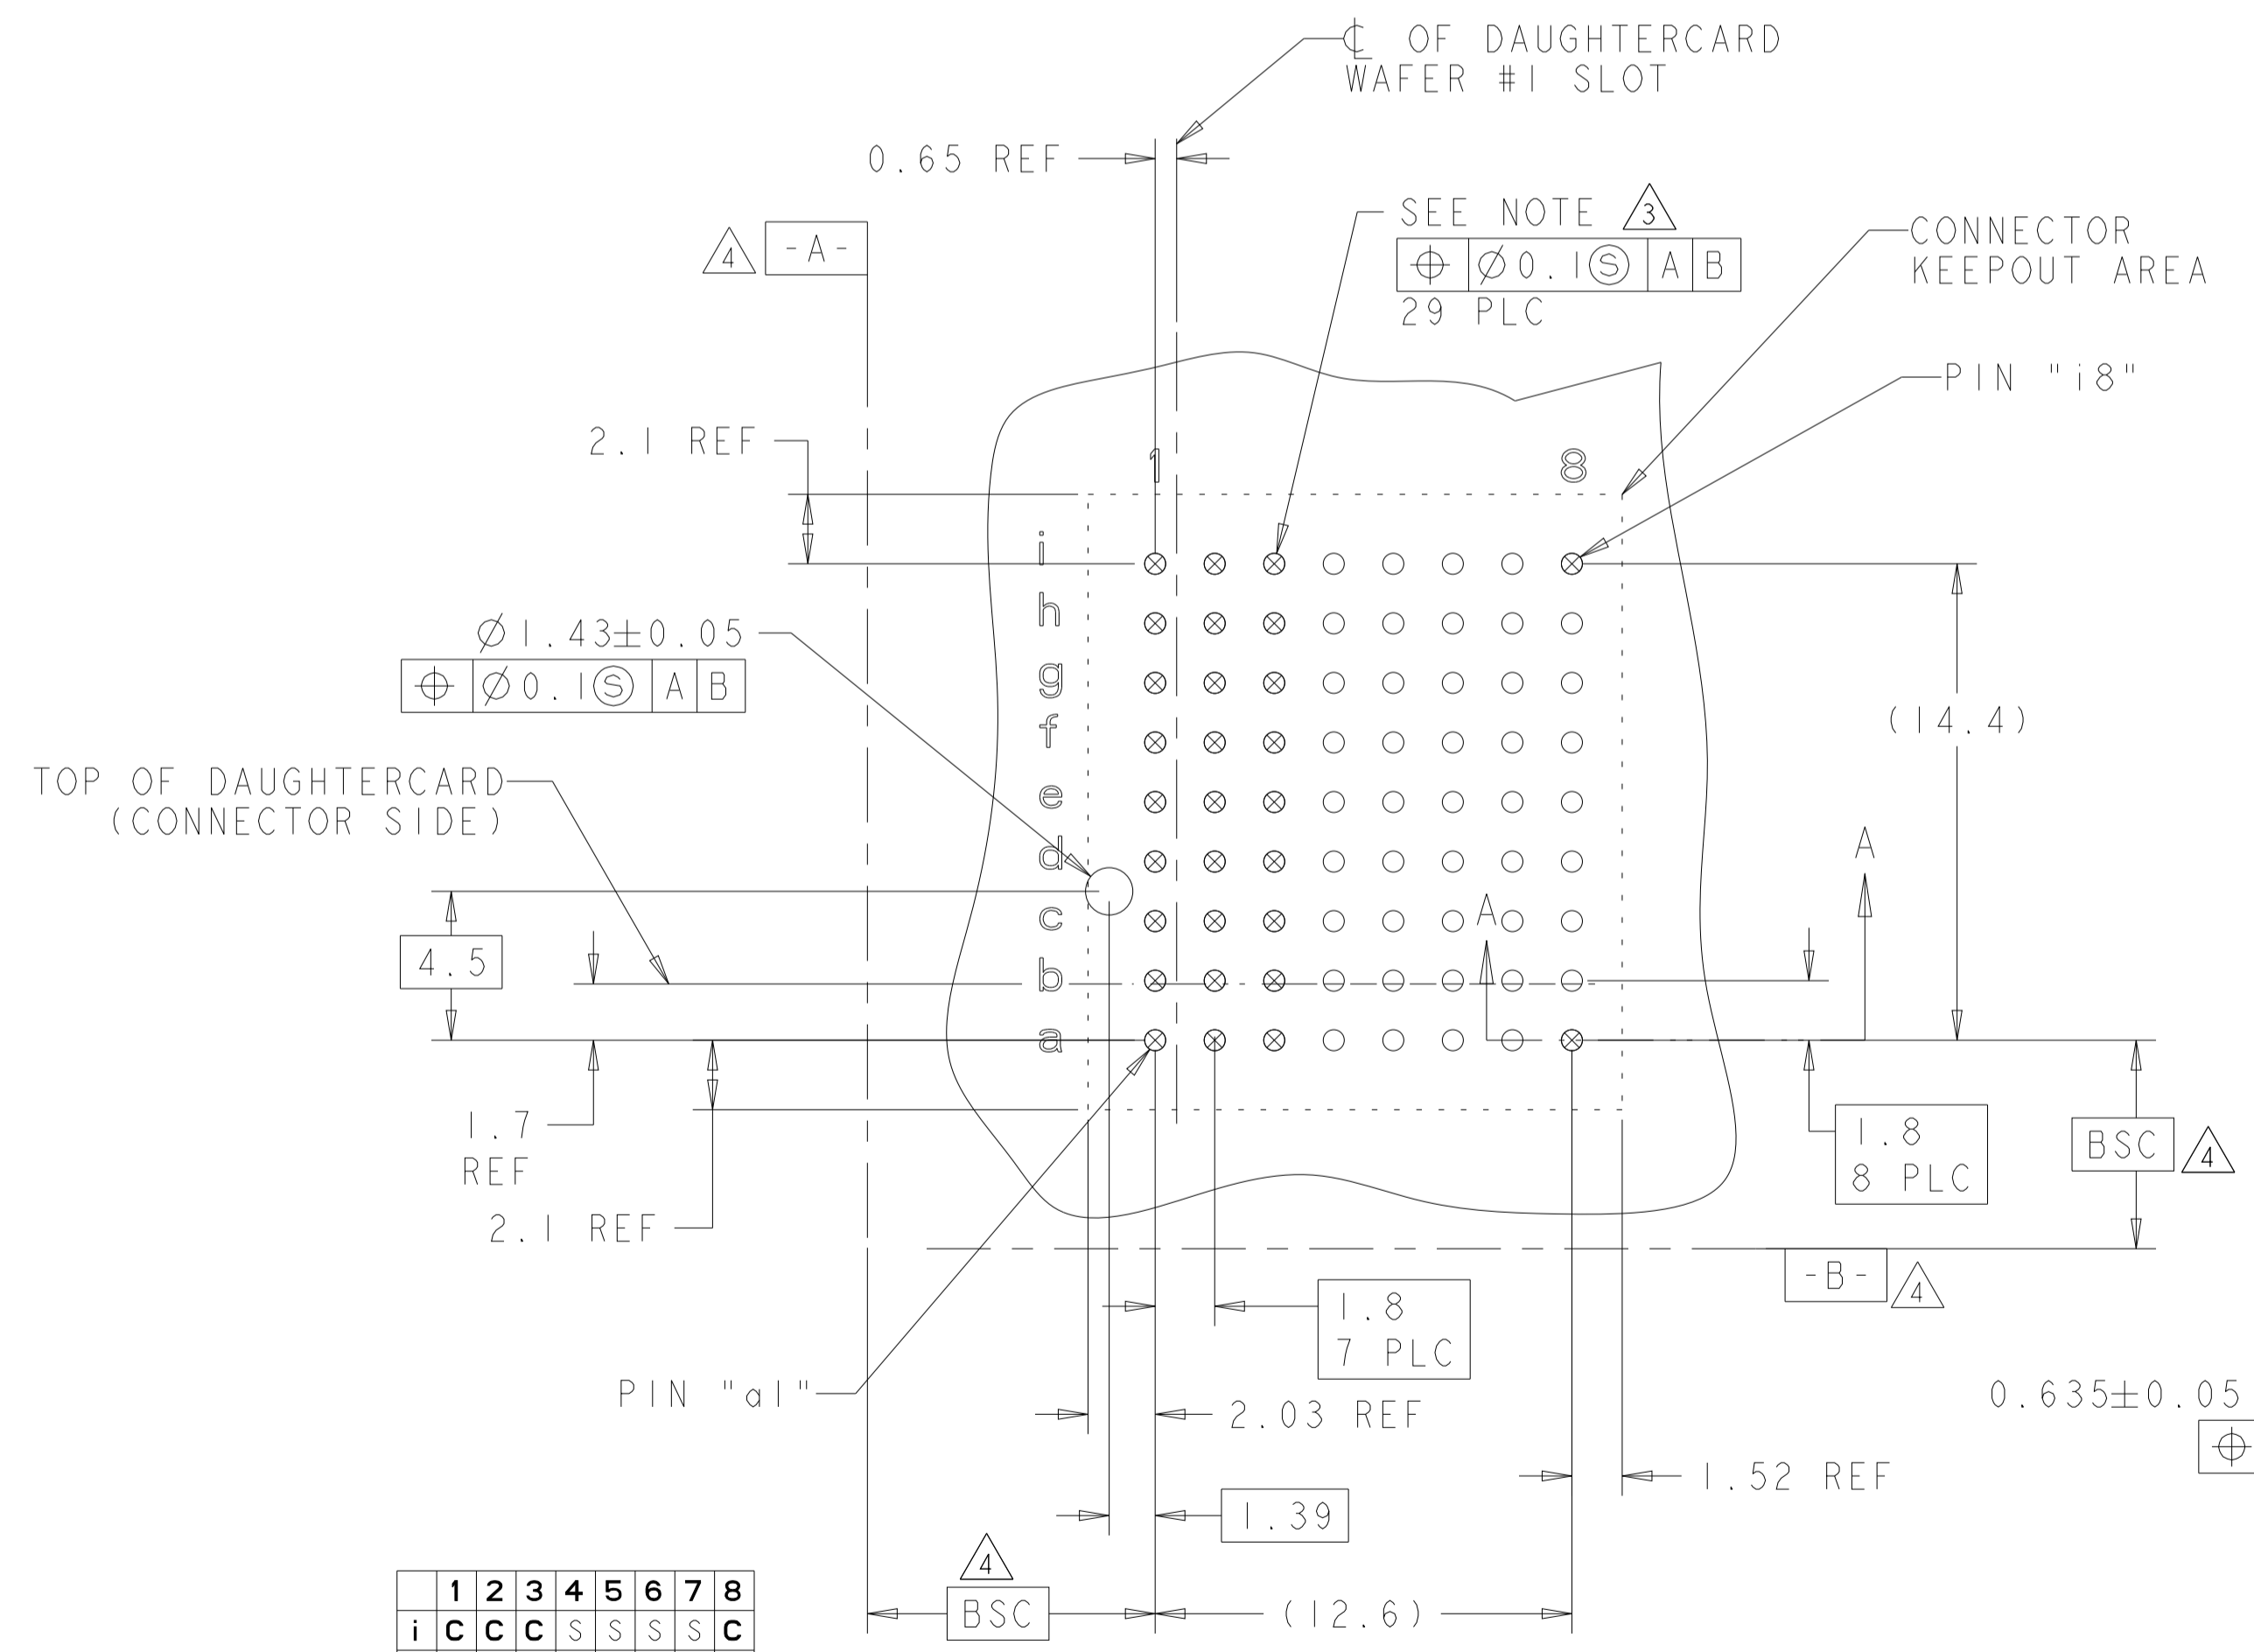 ℄ OF DAUGHTERCARD
WAFER #1 SLOT
0.65 REF
SEE NOTE 3
⌖ ⌀0.1Ⓢ A B
29 PLC
4 -A-
CONNECTOR
KEEPOUT AREA
PIN "i8"
2.1 REF
1 8
i
h
⌀1.43±0.05
⌖ ⌀0.1Ⓢ A B
g
f
(14.4)
TOP OF DAUGHTERCARD
(CONNECTOR SIDE)
e
d
A
A
c
4.5
b
a
1.7
REF
1.8
8 PLC
BSC 4
2.1 REF
-B- 4
1.8
7 PLC
PIN "a1"
2.03 REF
0.635±0.05
⌖
1.52 REF
1.39
4
BSC
(12.6)
1 2 3 4 5 6 7 8
i C C C S S S S C